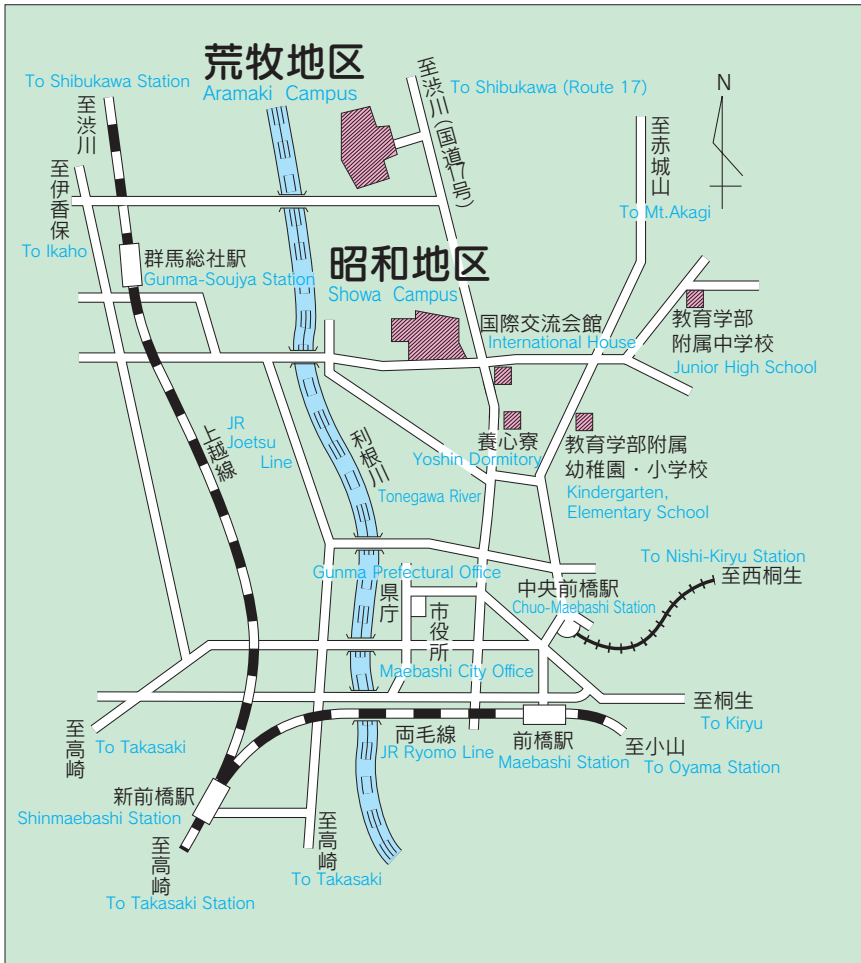 荒牧地区
Aramaki Campus
To Shibukawa Station
至渋川
至渋川(国道17号)
To Shibukawa (Route 17)
N
至伊香保
To Ikaho
至赤城山
To Mt.Akagi
群馬総社駅
Gunma-Soujya Station
昭和地区
Showa Campus
国際交流会館
International House
教育学部
附属中学校
Junior High School
上越線
JR
Joetsu
Line
利根川
Tonegawa River
養心寮
Yoshin Dormitory
教育学部附属
幼稚園・小学校
Kindergarten,
Elementary School
To Nishi-Kiryu Station
至西桐生
Gunma Prefectural Office
県庁
市役所
Maebashi City Office
中央前橋駅
Chuo-Maebashi Station
至桐生
To Kiryu
至高崎
To Takasaki
両毛線
JR Ryomo Line
前橋駅
Maebashi Station
至小山
To Oyama Station
新前橋駅
Shinmaebashi Station
至高崎
To Takasaki
至高崎
To Takasaki Station